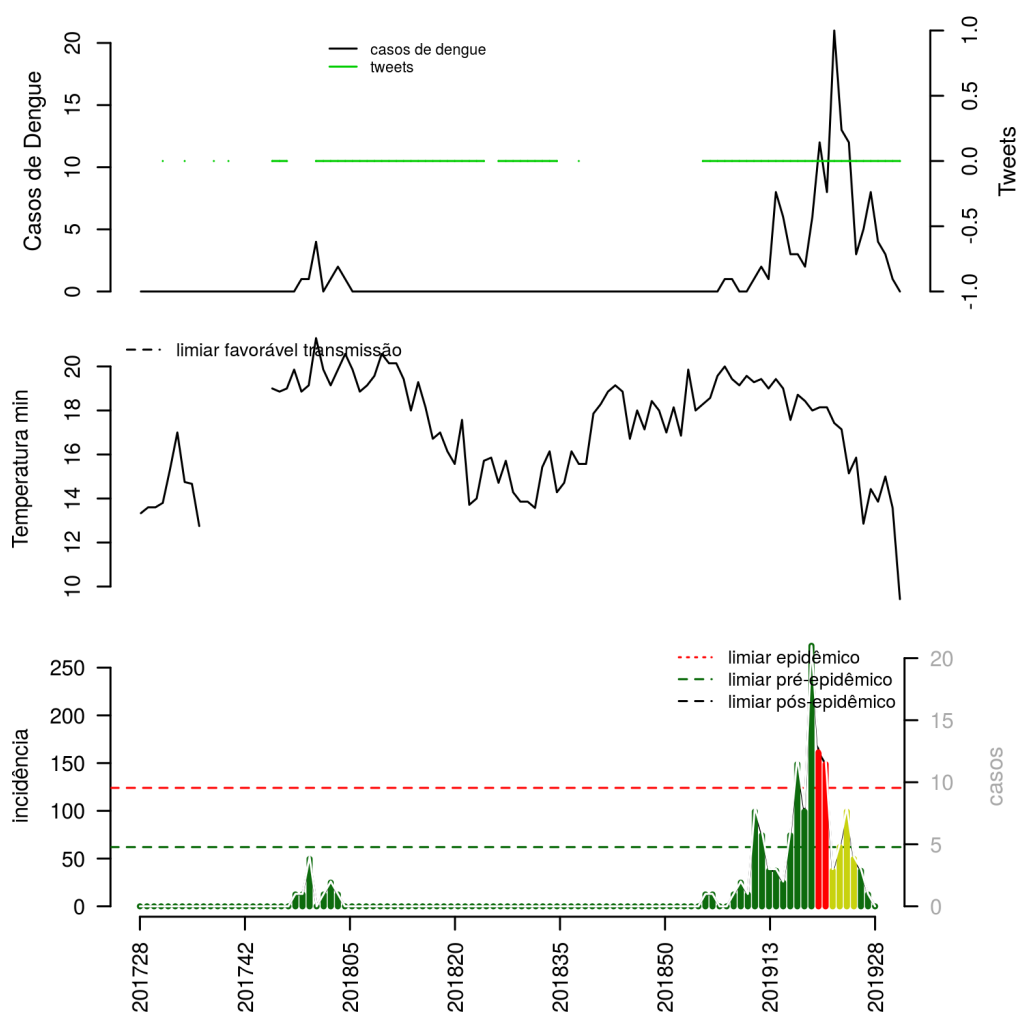 Casos de Dengue
0 5 10 15 20
casos de dengue
tweets
Tweets
-1.0 -0.5 0.0 0.5 1.0
Temperatura min
10 12 14 16 18 20
limiar favorável transmissão
incidência
0 50 100 150 200 250
limiar epidêmico
limiar pré-epidêmico
limiar pós-epidêmico
casos
0 5 10 15 20
201728 201742 201805 201820 201835 201850 201913 201928